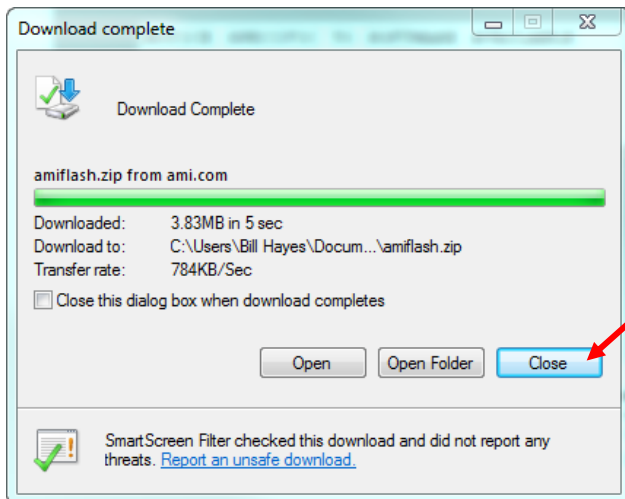 Download complete
Download Complete
amiflash.zip from ami.com
Downloaded: 3.83MB in 5 sec
Download to: C:\Users\Bill Hayes\Docum...\amiflash.zip
Transfer rate: 784KB/Sec
Close this dialog box when download completes
Open Open Folder Close
SmartScreen Filter checked this download and did not report any
threats. Report an unsafe download.